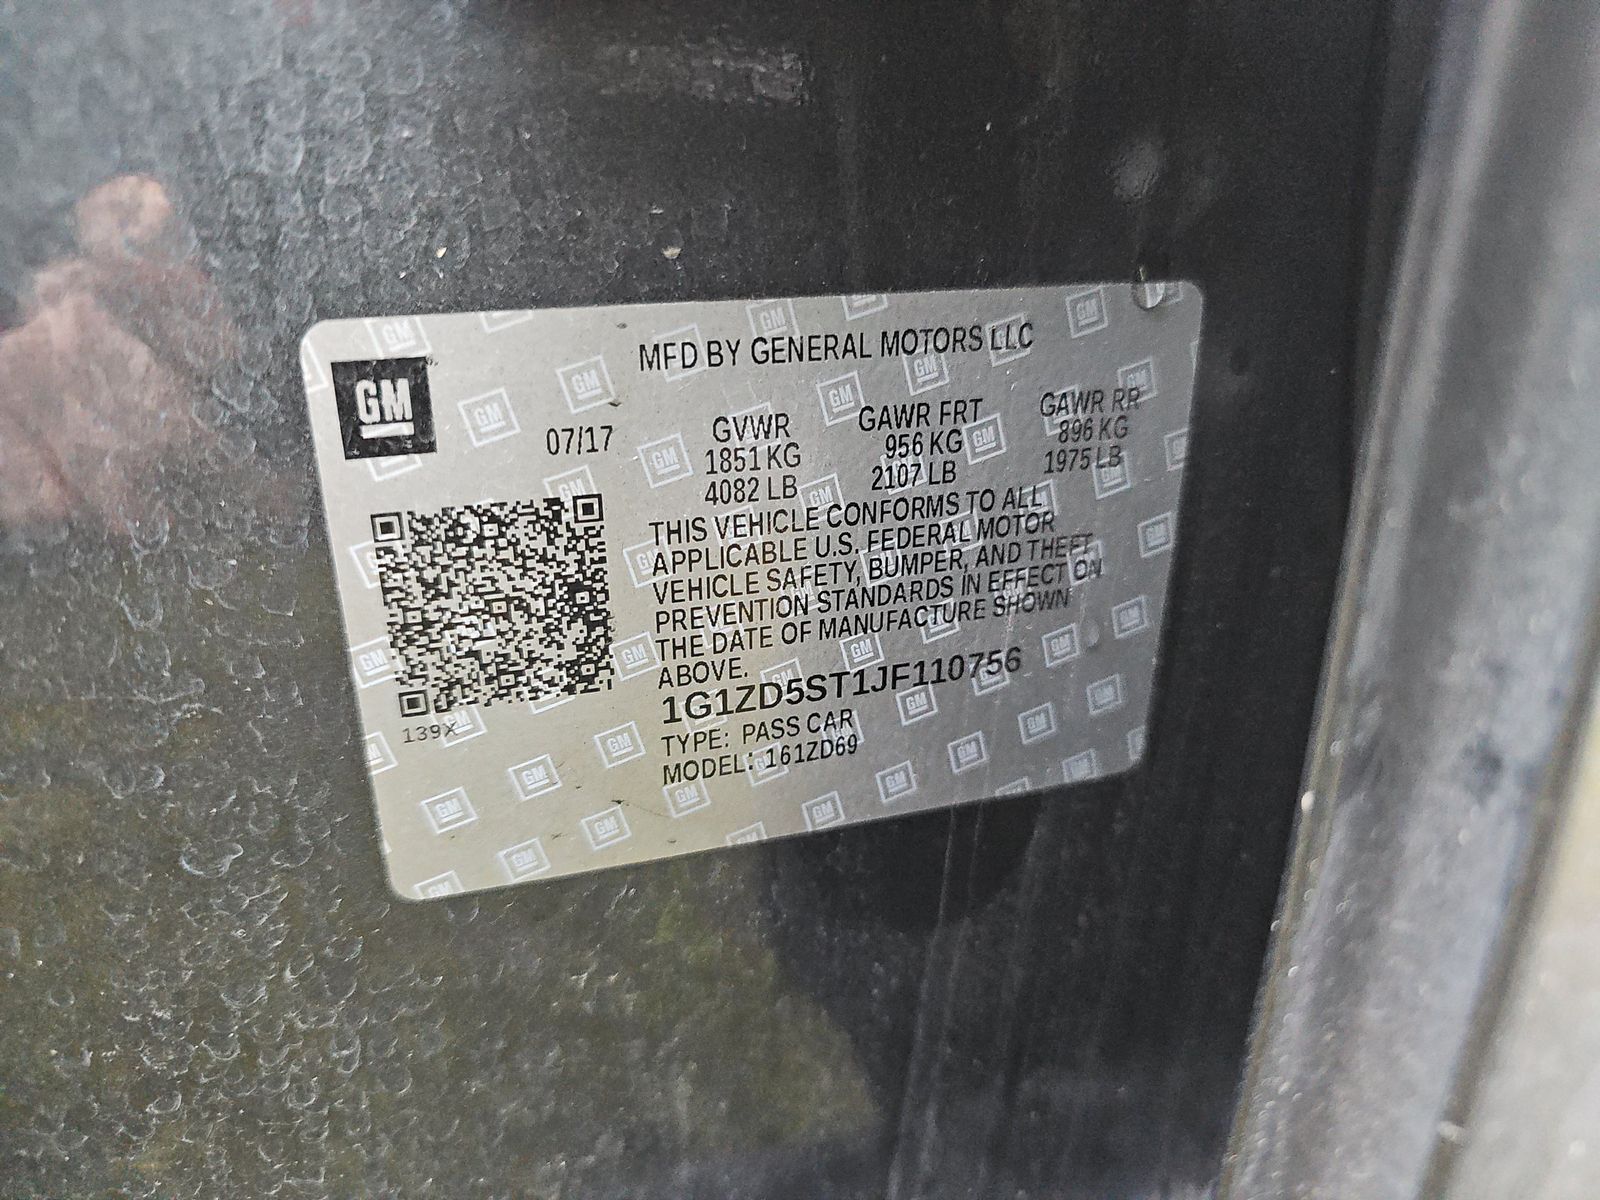 GM
MFD BY GENERAL MOTORS LLC
07/17
GVWR GAWR FRT GAWR RR
1851 KG 956 KG 896 KG
4082 LB 2107 LB 1975 LB
THIS VEHICLE CONFORMS TO ALL
APPLICABLE U.S. FEDERAL MOTOR
VEHICLE SAFETY, BUMPER, AND THEFT
PREVENTION STANDARDS IN EFFECT ON
THE DATE OF MANUFACTURE SHOWN
ABOVE.
1G1ZD5ST1JF110756
TYPE: PASS CAR
MODEL: 161ZD69
139X